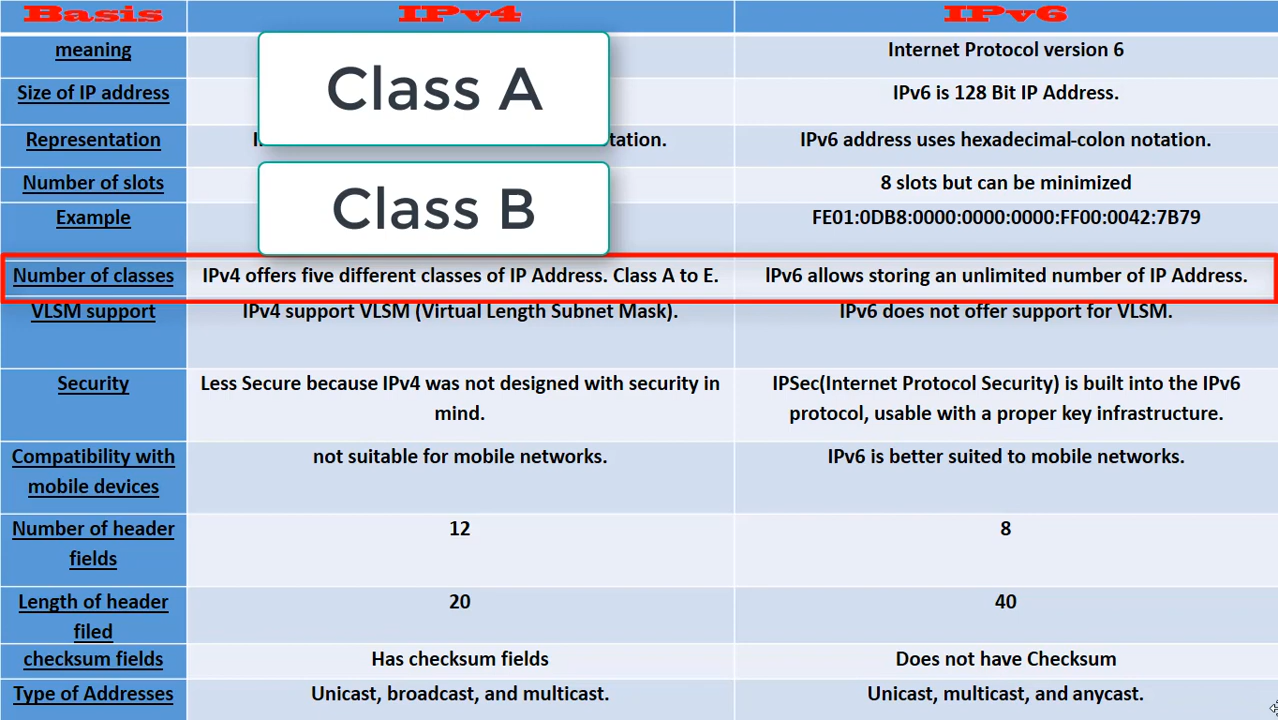 Basis IPv4 IPv6
meaning Internet Protocol version 6
Class A
Size of IP address IPv6 is 128 Bit IP Address.
Representation IPv6 address uses hexadecimal-colon notation.
Number of slots 8 slots but can be minimized
Class B
Example FE01:0DB8:0000:0000:0000:FF00:0042:7B79
Number of classes IPv4 offers five different classes of IP Address. Class A to E. IPv6 allows storing an unlimited number of IP Address.
VLSM support IPv4 support VLSM (Virtual Length Subnet Mask). IPv6 does not offer support for VLSM.
Security Less Secure because IPv4 was not designed with security in IPSec(Internet Protocol Security) is built into the IPv6
mind. protocol, usable with a proper key infrastructure.
Compatibility with not suitable for mobile networks. IPv6 is better suited to mobile networks.
mobile devices
Number of header 12 8
fields
Length of header 20 40
filed
checksum fields Has checksum fields Does not have Checksum
Type of Addresses Unicast, broadcast, and multicast. Unicast, multicast, and anycast.